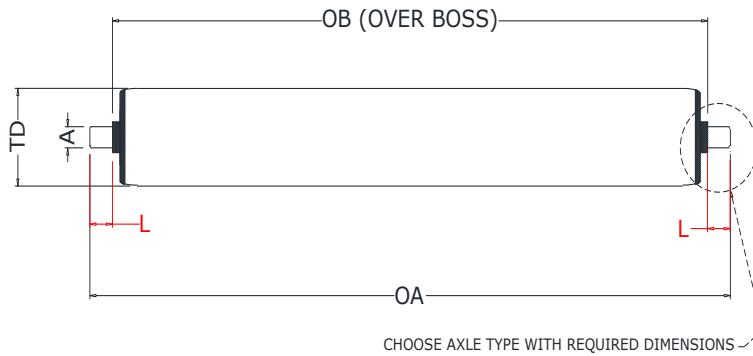 OB (OVER BOSS)
TD
A
L
L
OA
CHOOSE AXLE TYPE WITH REQUIRED DIMENSIONS